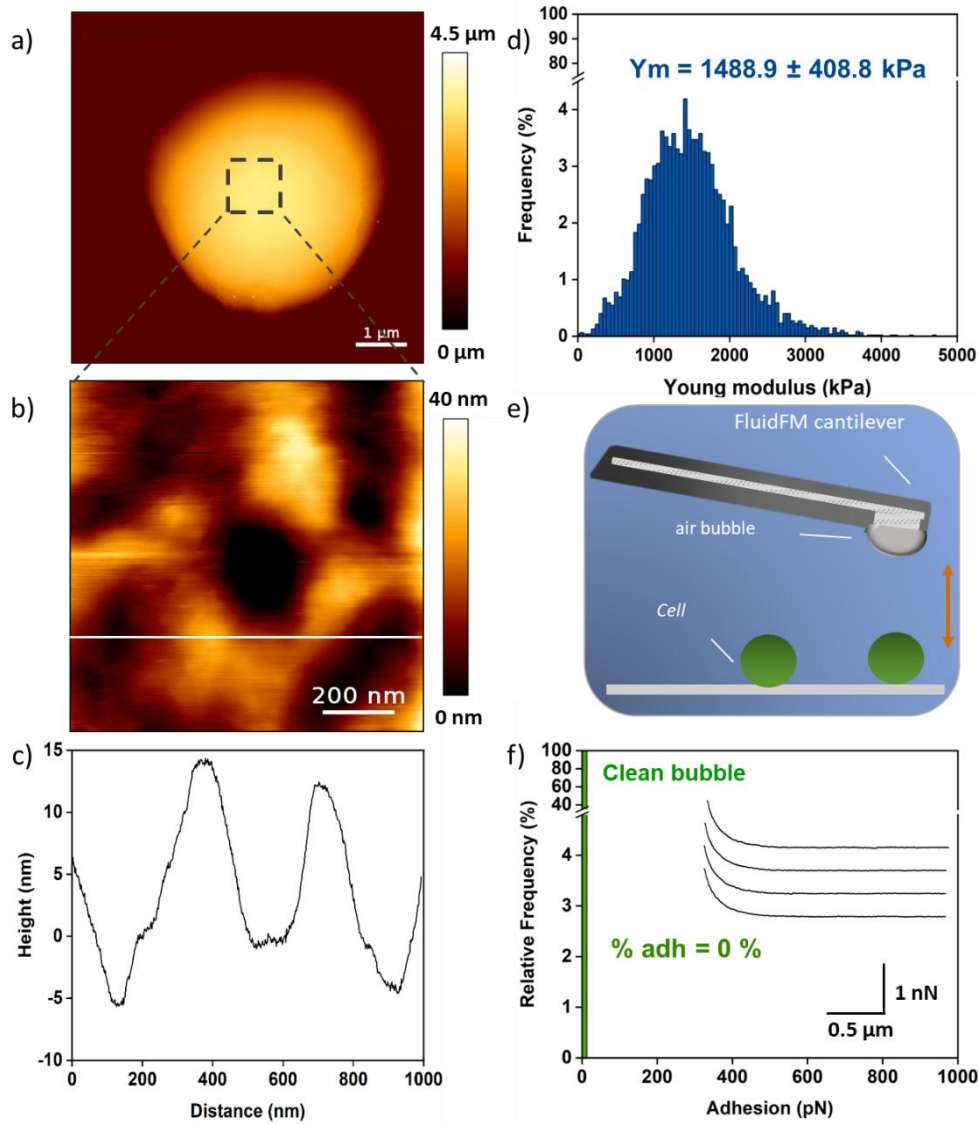 a)
4.5 µm
1 µm
0 µm
b)
40 nm
200 nm
0 nm
c)
15
10
5
0
-5
-10
Height (nm)
0
200
400
600
800
1000
Distance (nm)
d)
100
90
80
70
4
3
2
1
0
Frequency (%)
Ym = 1488.9 ± 408.8 kPa
0
1000
2000
3000
4000
5000
Young modulus (kPa)
e)
FluidFM cantilever
air bubble
Cell
f)
100
80
60
40
4
3
2
1
0
Relative Frequency (%)
Clean bubble
% adh = 0 %
1 nN
0.5 µm
0
200
400
600
800
1000
Adhesion (pN)